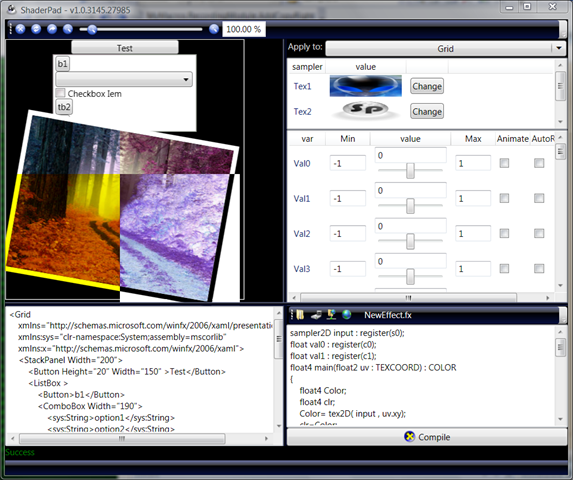 ShaderPad - v1.0.3145.27985
100.00 %
Test
b1
Checkbox Iem
tb2
Apply to: Grid
sampler value
Tex1 Change
Tex2 sp Change
var Min value Max Animate AutoR
Val0 -1 0 1
Val1 -1 0 1
Val2 -1 0 1
Val3 -1 0 1
<Grid
xmlns="http://schemas.microsoft.com/winfx/2006/xaml/presentatio
xmlns:sys="clr-namespace:System;assembly=mscorlib"
xmlns:x="http://schemas.microsoft.com/winfx/2006/xaml">
<StackPanel Width="200">
<Button Height="20" Width="150" >Test</Button>
<ListBox >
<Button>b1</Button>
<ComboBox Width="190">
<sys:String>option1</sys:String>
<sys:String>option2</sys:String>
NewEffect.fx
sampler2D input : register(s0);
float val0 : register(c0);
float val1 : register(c1);
float4 main(float2 uv : TEXCOORD) : COLOR
{
float4 Color;
float4 clr;
Color= tex2D( input , uv.xy);
clr=Color;
Compile
Success